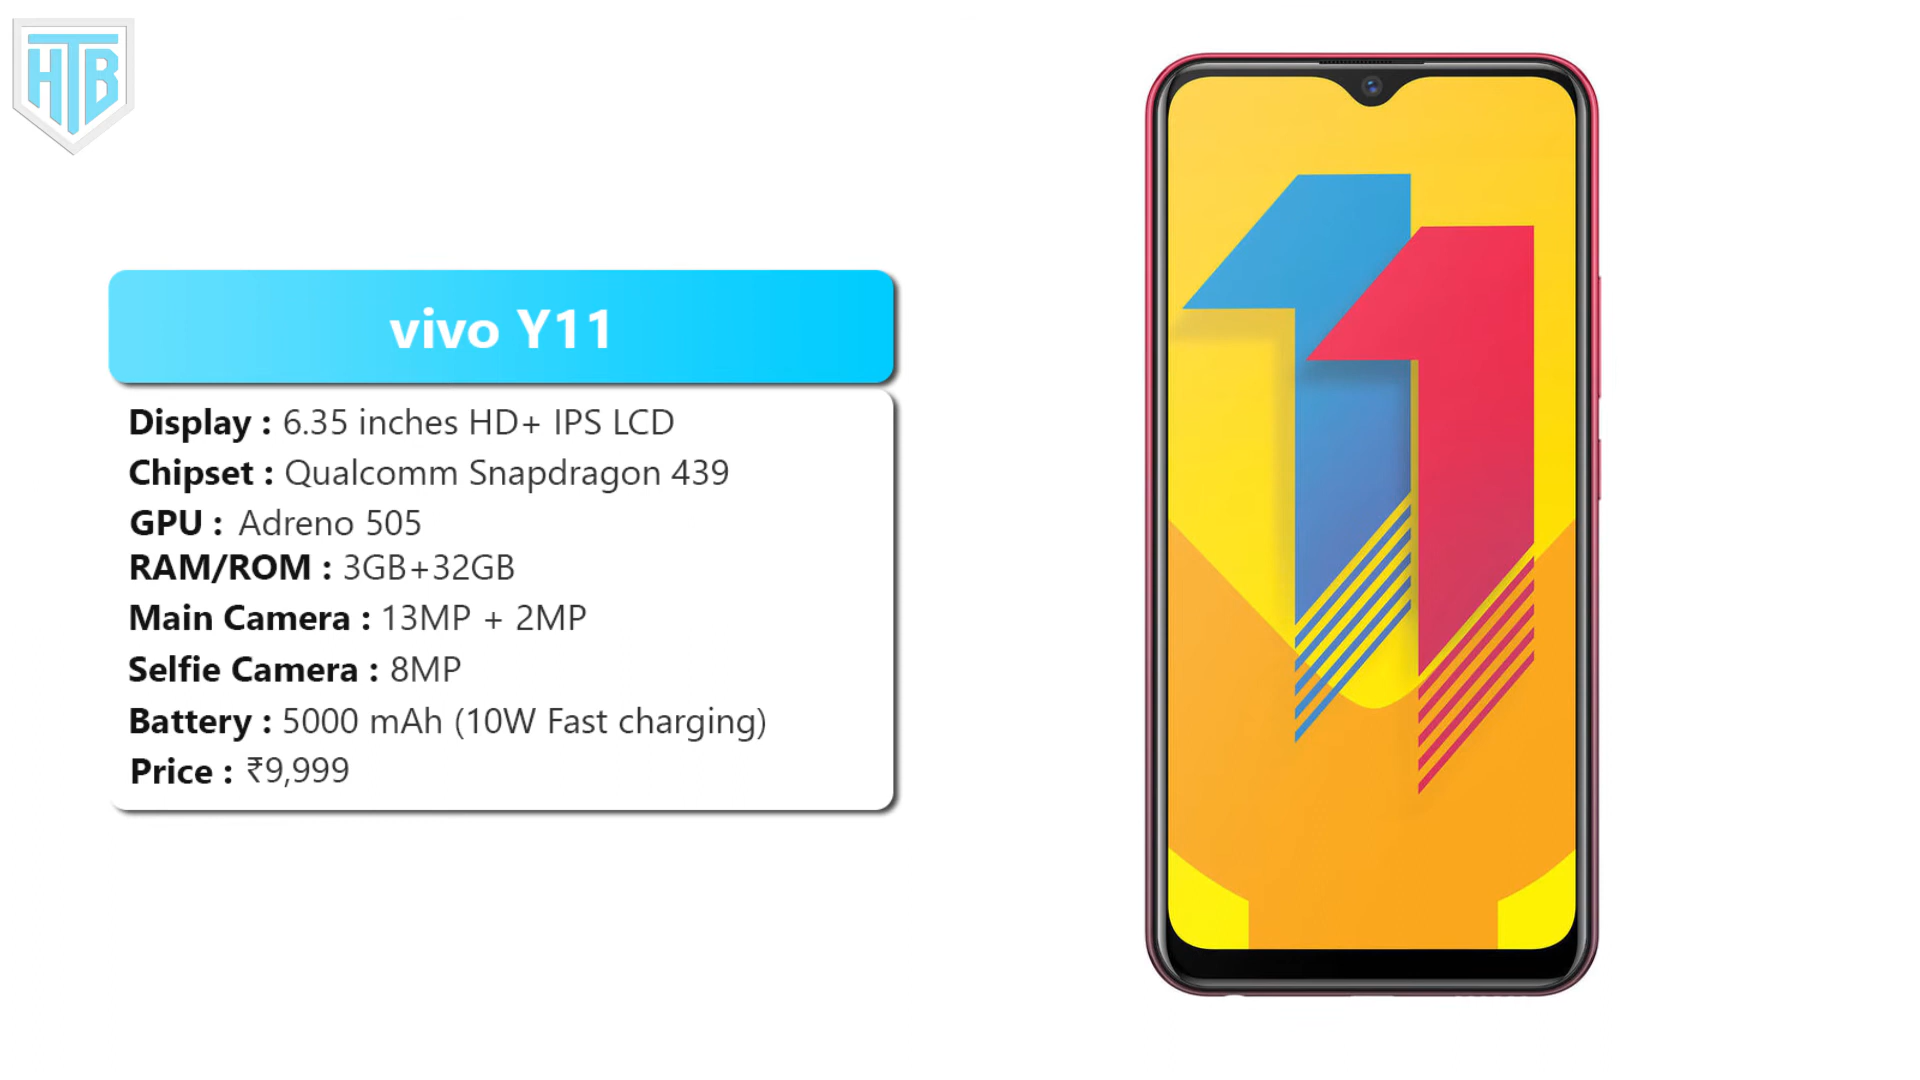 HTB
vivo Y11
Display : 6.35 inches HD+ IPS LCD
Chipset : Qualcomm Snapdragon 439
GPU : Adreno 505
RAM/ROM : 3GB+32GB
Main Camera : 13MP + 2MP
Selfie Camera : 8MP
Battery : 5000 mAh (10W Fast charging)
Price : ₹9,999
11